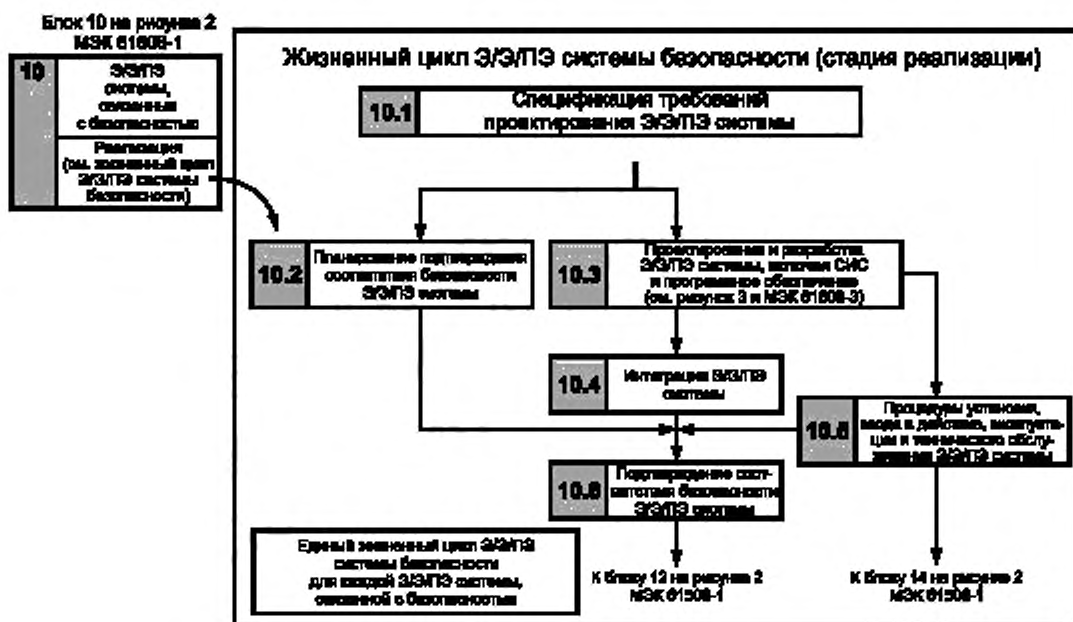 Блок 10 на рисунке 2
МЭК 61508-1
10
Э/Э/ПЭ
системы,
связанные
с безопасностью
Реализация
(см. жизненный цикл
Э/Э/ПЭ системы
безопасности)
Жизненный цикл Э/Э/ПЭ системы безопасности (стадия реализации)
10.1
Спецификация требований
проектирования Э/Э/ПЭ системы
10.2
Планирование подтверждения
соответствия безопасности
Э/Э/ПЭ системы
10.3
Проектирование и разработка
Э/Э/ПЭ системы, включая СИС
и программное обеспечение
(см. рисунок 3 и МЭК 61508-3)
10.4
Интеграция Э/Э/ПЭ
системы
10.5
Процедуры установки,
ввода в действие, эксплуата-
ции и технического обслу-
живания Э/Э/ПЭ системы
10.6
Подтверждение соот-
ветствия безопасности
Э/Э/ПЭ системы
Единый жизненный цикл Э/Э/ПЭ
системы безопасности
для каждой Э/Э/ПЭ системы,
связанной с безопасностью
К блоку 12 на рисунке 2
МЭК 61508-1
К блоку 14 на рисунке 2
МЭК 61508-1